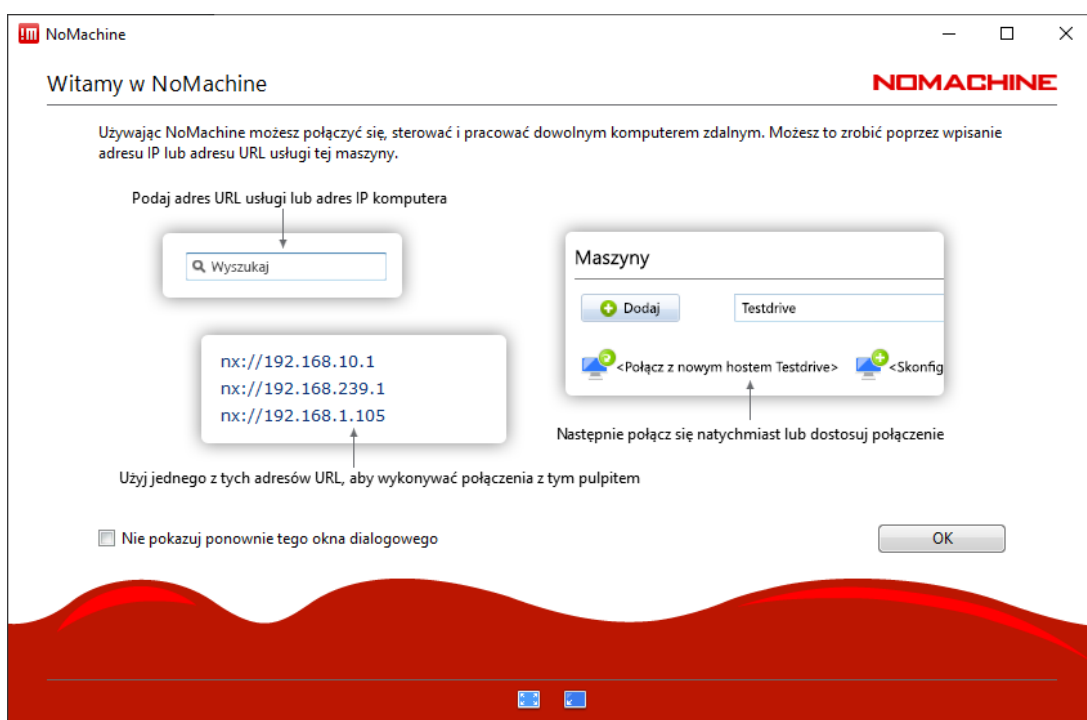 NoMachine
Witamy w NoMachine
NOMACHINE
Używając NoMachine możesz połączyć się, sterować i pracować dowolnym komputerem zdalnym. Możesz to zrobić poprzez wpisanie
adresu IP lub adresu URL usługi tej maszyny.
Podaj adres URL usługi lub adres IP komputera
Wyszukaj
nx://192.168.10.1
nx://192.168.239.1
nx://192.168.1.105
Użyj jednego z tych adresów URL, aby wykonywać połączenia z tym pulpitem
Maszyny
Dodaj
Testdrive
<Połącz z nowym hostem Testdrive>
<Skonfig
Następnie połącz się natychmiast lub dostosuj połączenie
Nie pokazuj ponownie tego okna dialogowego
OK